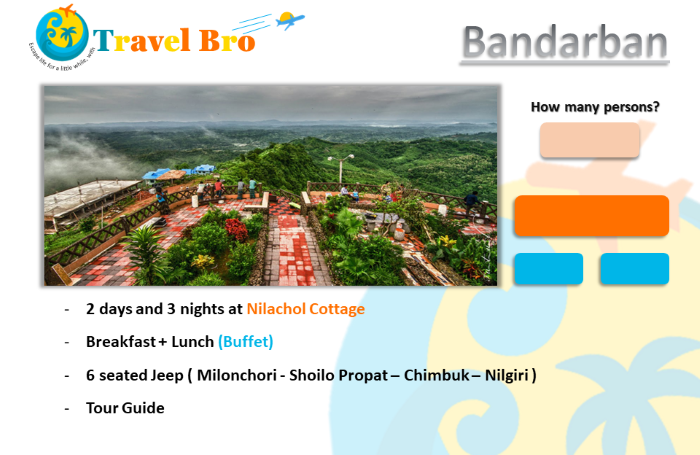 Travel Bro
Escape life for a little while, with
Bandarban
How many persons?
- 2 days and 3 nights at Nilachol Cottage
- Breakfast + Lunch (Buffet)
- 6 seated Jeep ( Milonchori - Shoilo Propat – Chimbuk – Nilgiri )
- Tour Guide